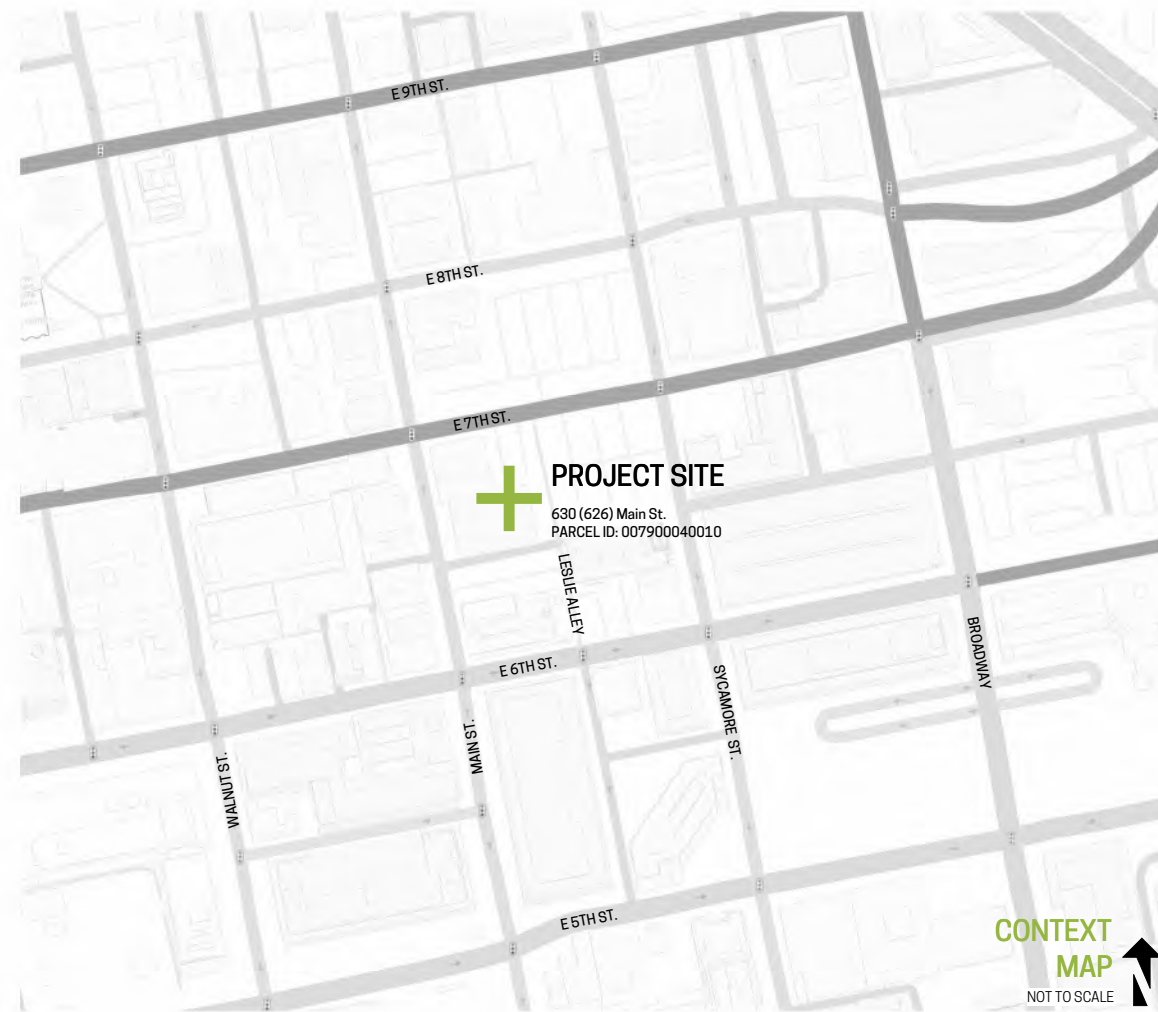 E 9TH ST.
E 8TH ST.
E 7TH ST.
PROJECT SITE
630 (626) Main St.
PARCEL ID: 007900040010
LESLIE ALLEY
E 6TH ST.
BROADWAY
SYCAMORE ST.
MAIN ST.
WALNUT ST.
E 5TH ST.
CONTEXT
MAP
NOT TO SCALE
N